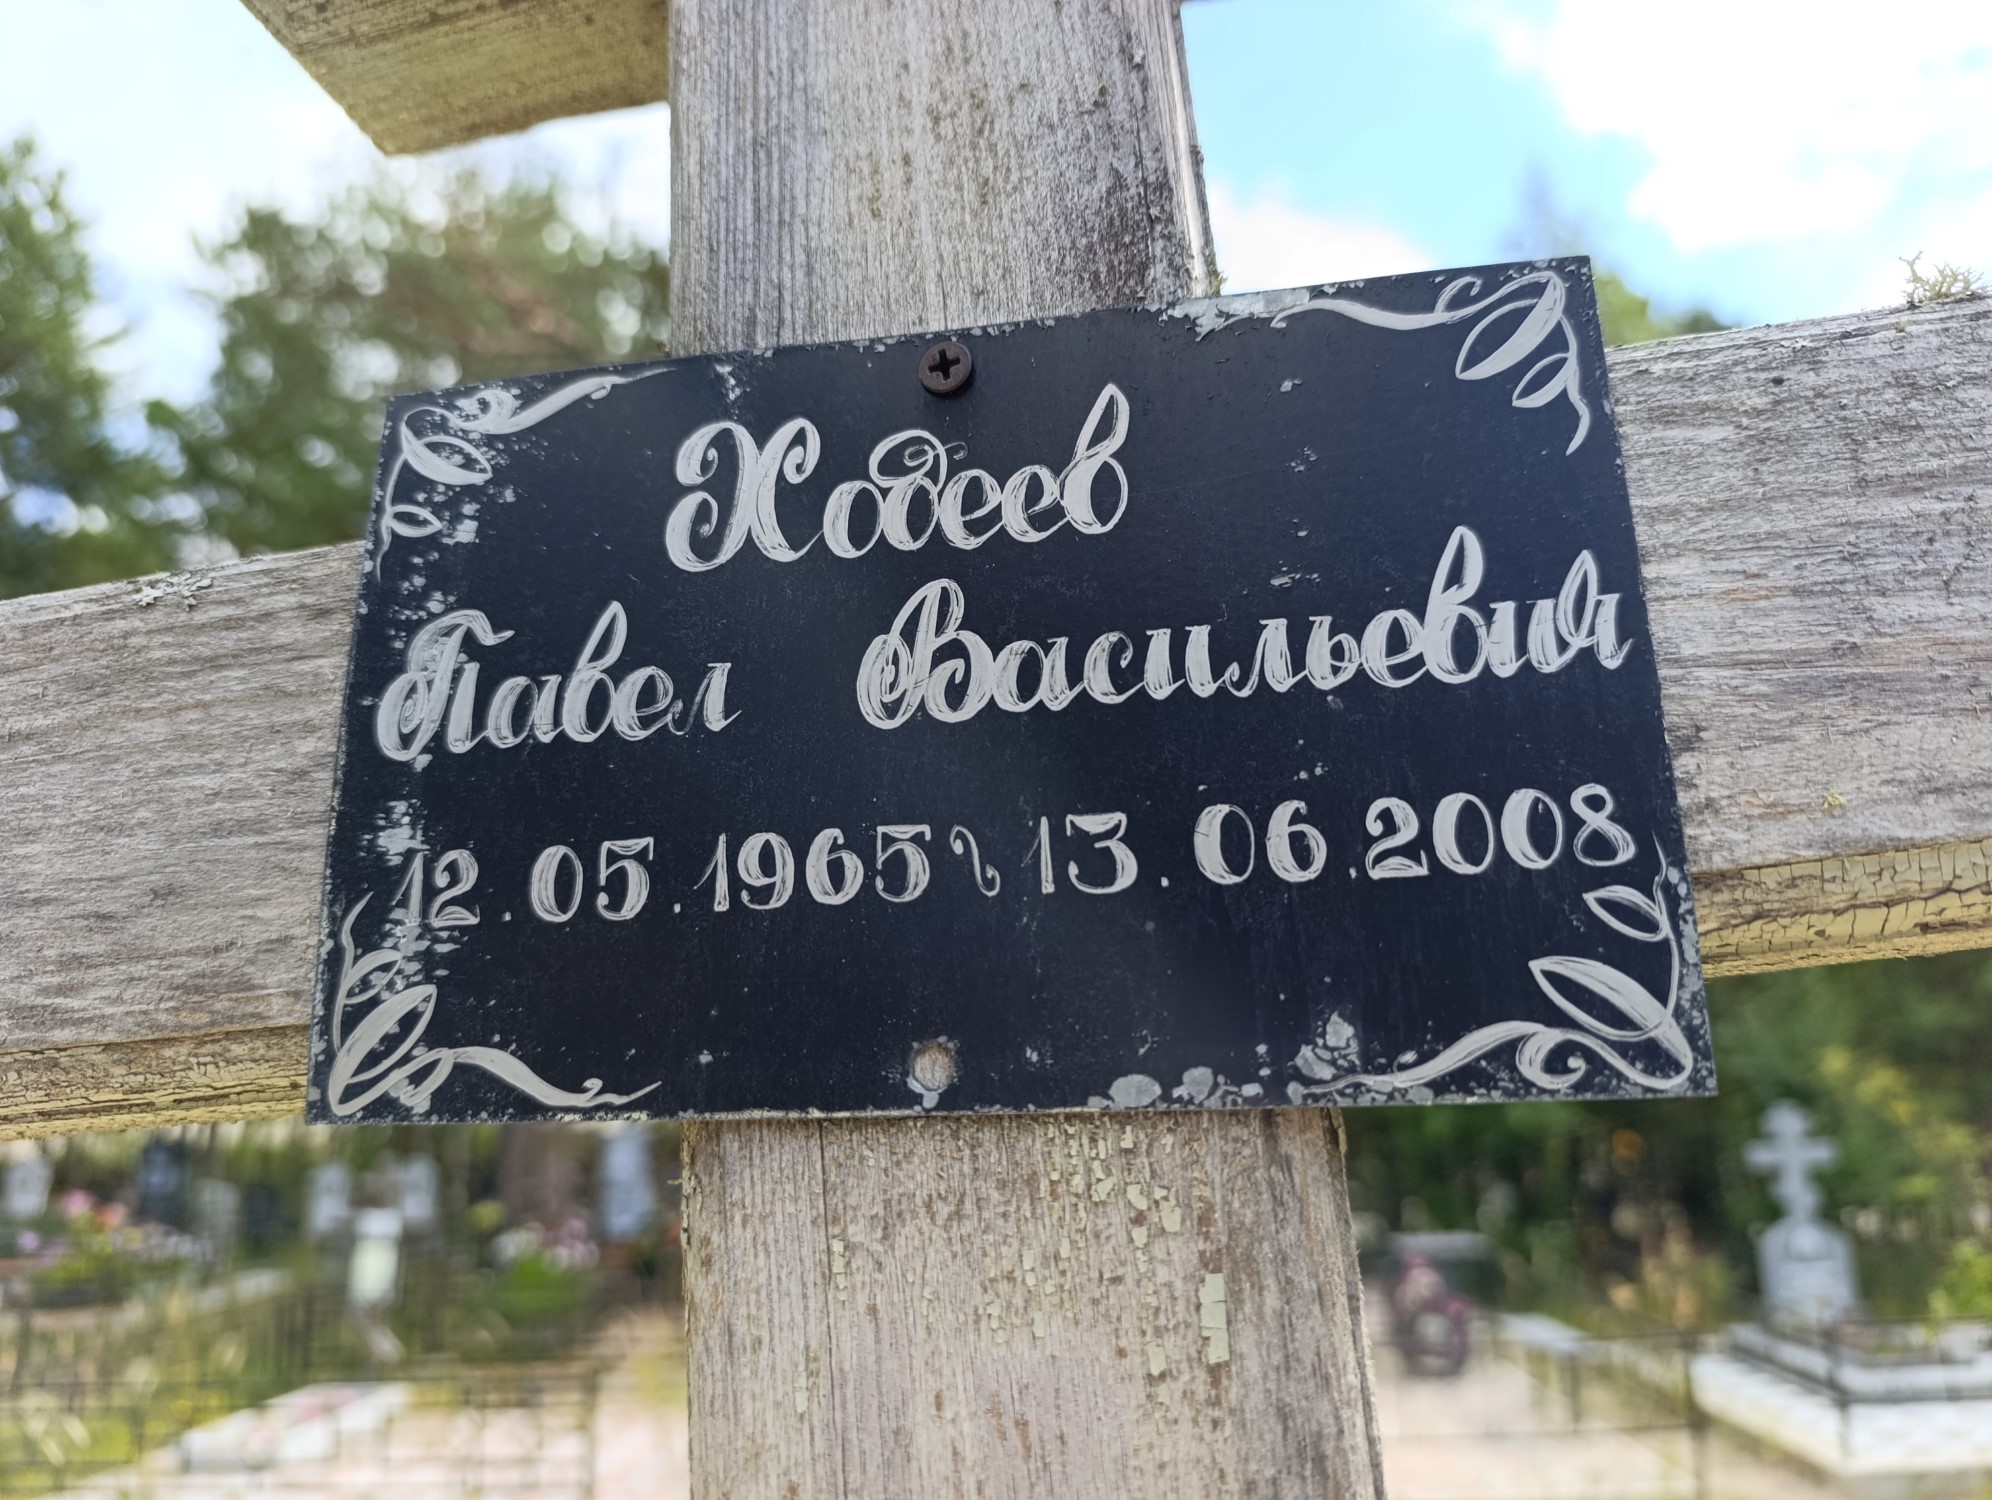 Ходеев
Павел Васильевич
12.05.1965 ~ 13.06.2008